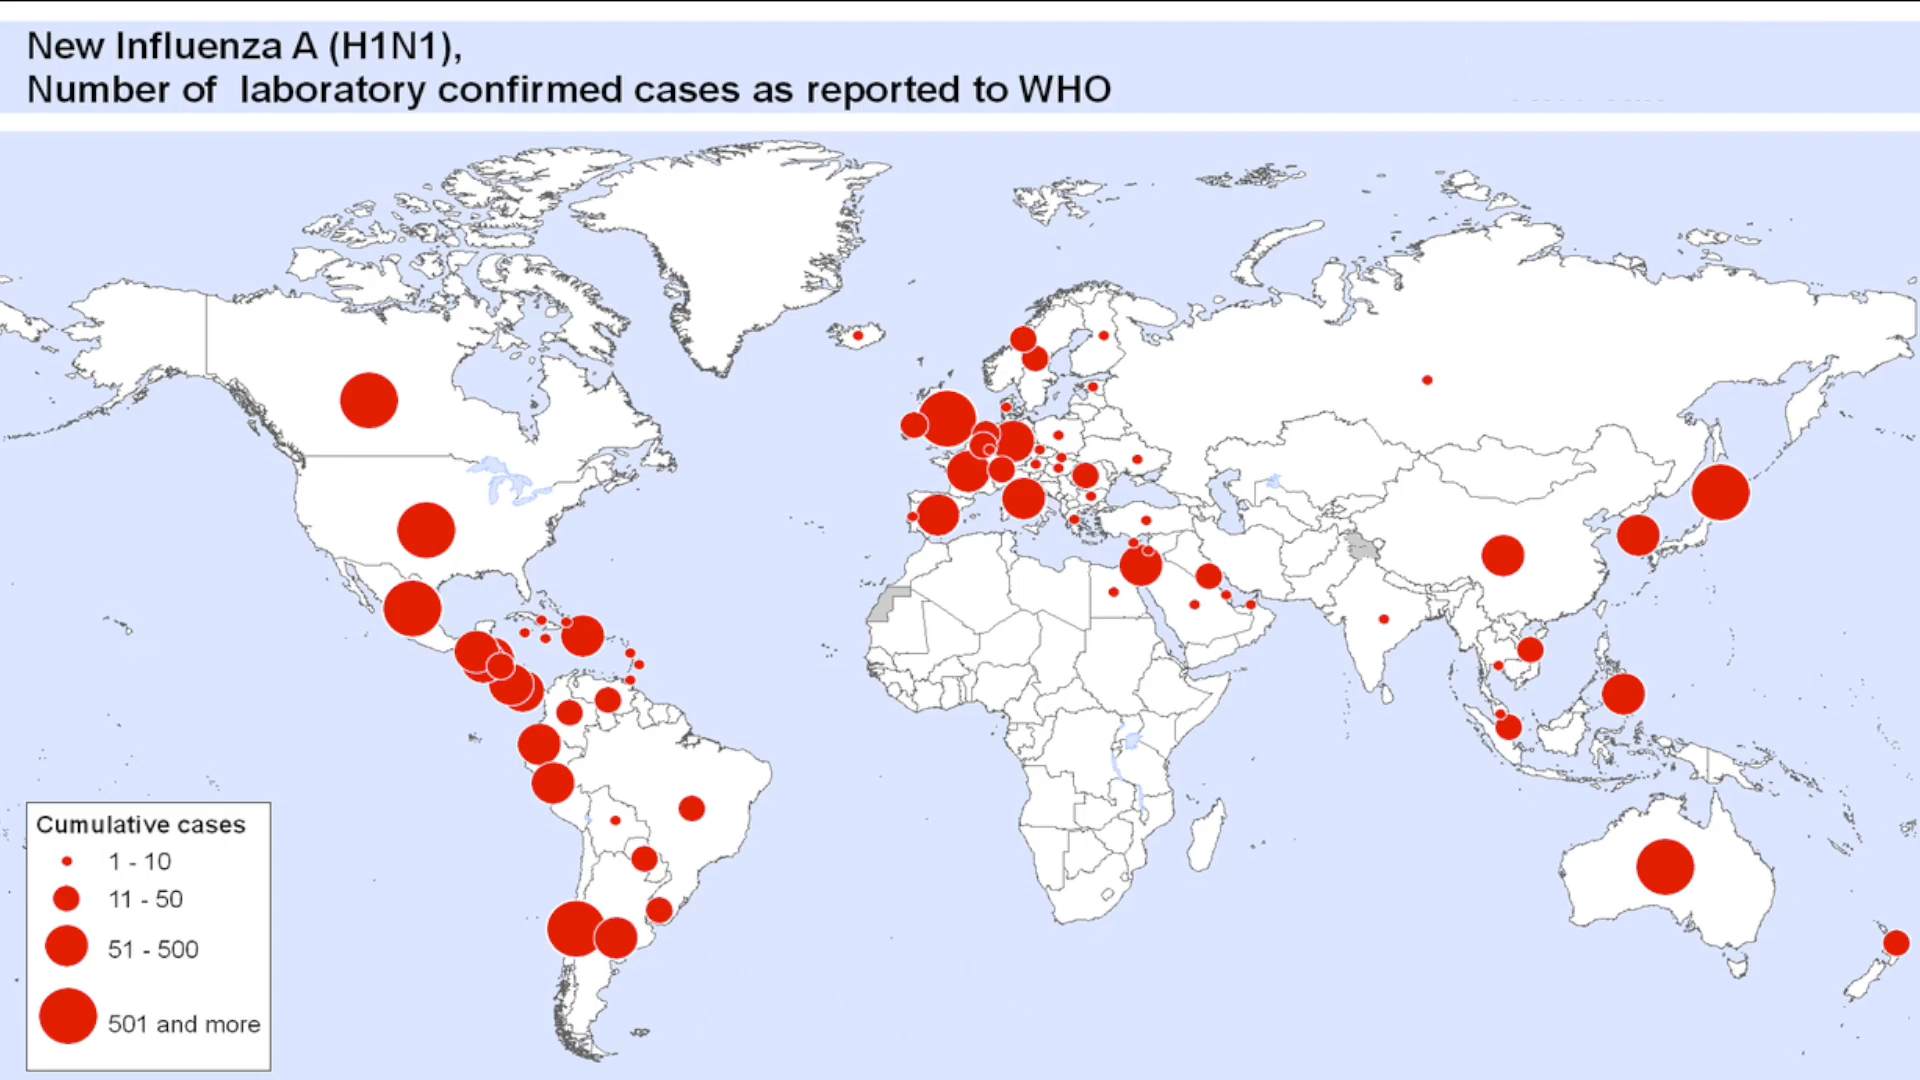 New Influenza A (H1N1),
Number of laboratory confirmed cases as reported to WHO
Cumulative cases
1 - 10
11 - 50
51 - 500
501 and more